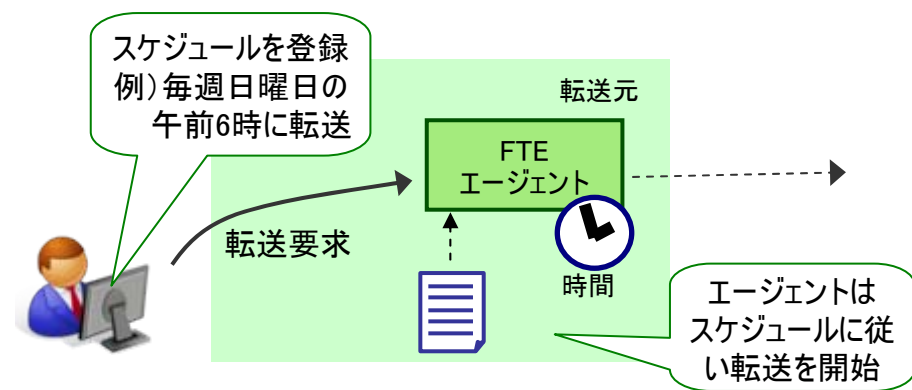 スケジュールを登録
例）毎週日曜日の
午前6時に転送
転送元
FTE
エージェント
転送要求
時間
エージェントは
スケジュールに従
い転送を開始